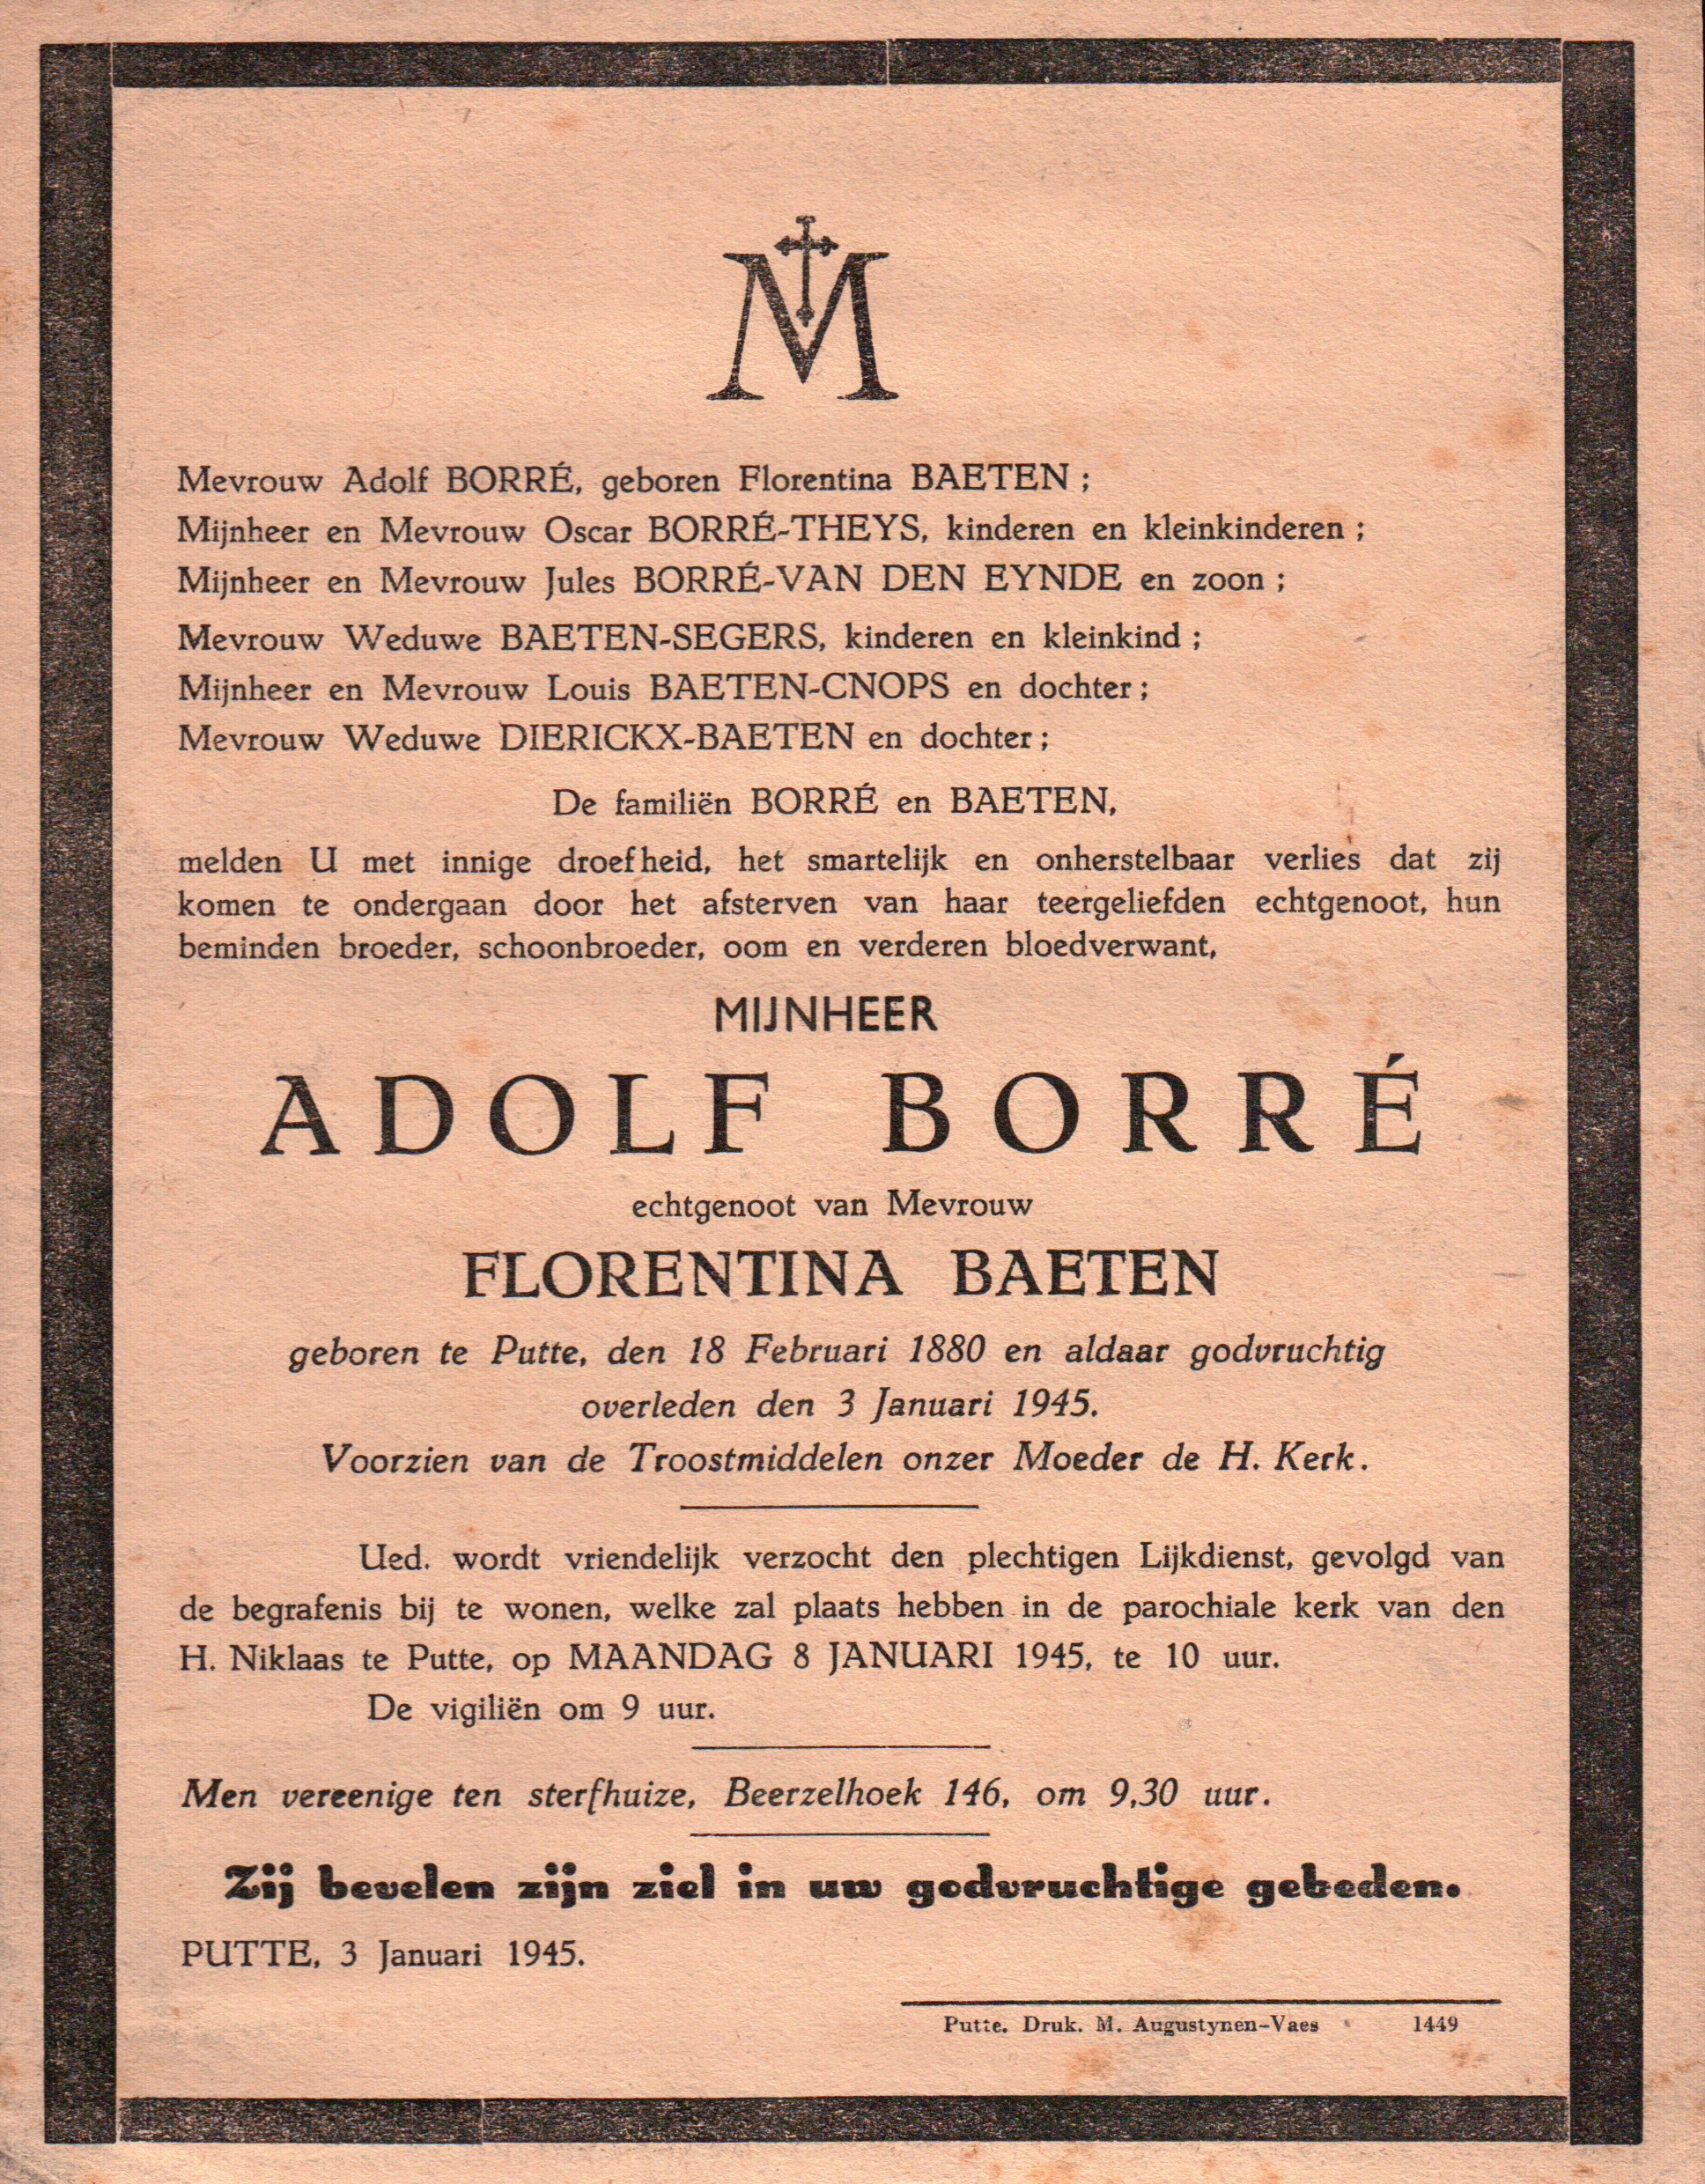 M
Mevrouw Adolf BORRÉ, geboren Florentina BAETEN ;
Mijnheer en Mevrouw Oscar BORRÉ-THEYS, kinderen en kleinkinderen ;
Mijnheer en Mevrouw Jules BORRÉ-VAN DEN EYNDE en zoon ;
Mevrouw Weduwe BAETEN-SEGERS, kinderen en kleinkind ;
Mijnheer en Mevrouw Louis BAETEN-CNOPS en dochter ;
Mevrouw Weduwe DIERICKX-BAETEN en dochter ;
De familiën BORRÉ en BAETEN,
melden U met innige droefheid, het smartelijk en onherstelbaar verlies dat zij
komen te ondergaan door het afsterven van haar teergeliefden echtgenoot, hun
beminden broeder, schoonbroeder, oom en verderen bloedverwant,
MIJNHEER
ADOLF BORRÉ
echtgenoot van Mevrouw
FLORENTINA BAETEN
geboren te Putte, den 18 Februari 1880 en aldaar godvruchtig
overleden den 3 Januari 1945.
Voorzien van de Troostmiddelen onzer Moeder de H. Kerk.
Ued. wordt vriendelijk verzocht den plechtigen Lijkdienst, gevolgd van
de begrafenis bij te wonen, welke zal plaats hebben in de parochiale kerk van den
H. Niklaas te Putte, op MAANDAG 8 JANUARI 1945, te 10 uur.
De vigiliën om 9 uur.
Men vereenige ten sterfhuize, Beerzelhoek 146, om 9,30 uur.
Zij bevelen zijn ziel in uw godvruchtige gebeden.
PUTTE, 3 Januari 1945.
Putte. Druk. M. Augustynen-Vaes 1449